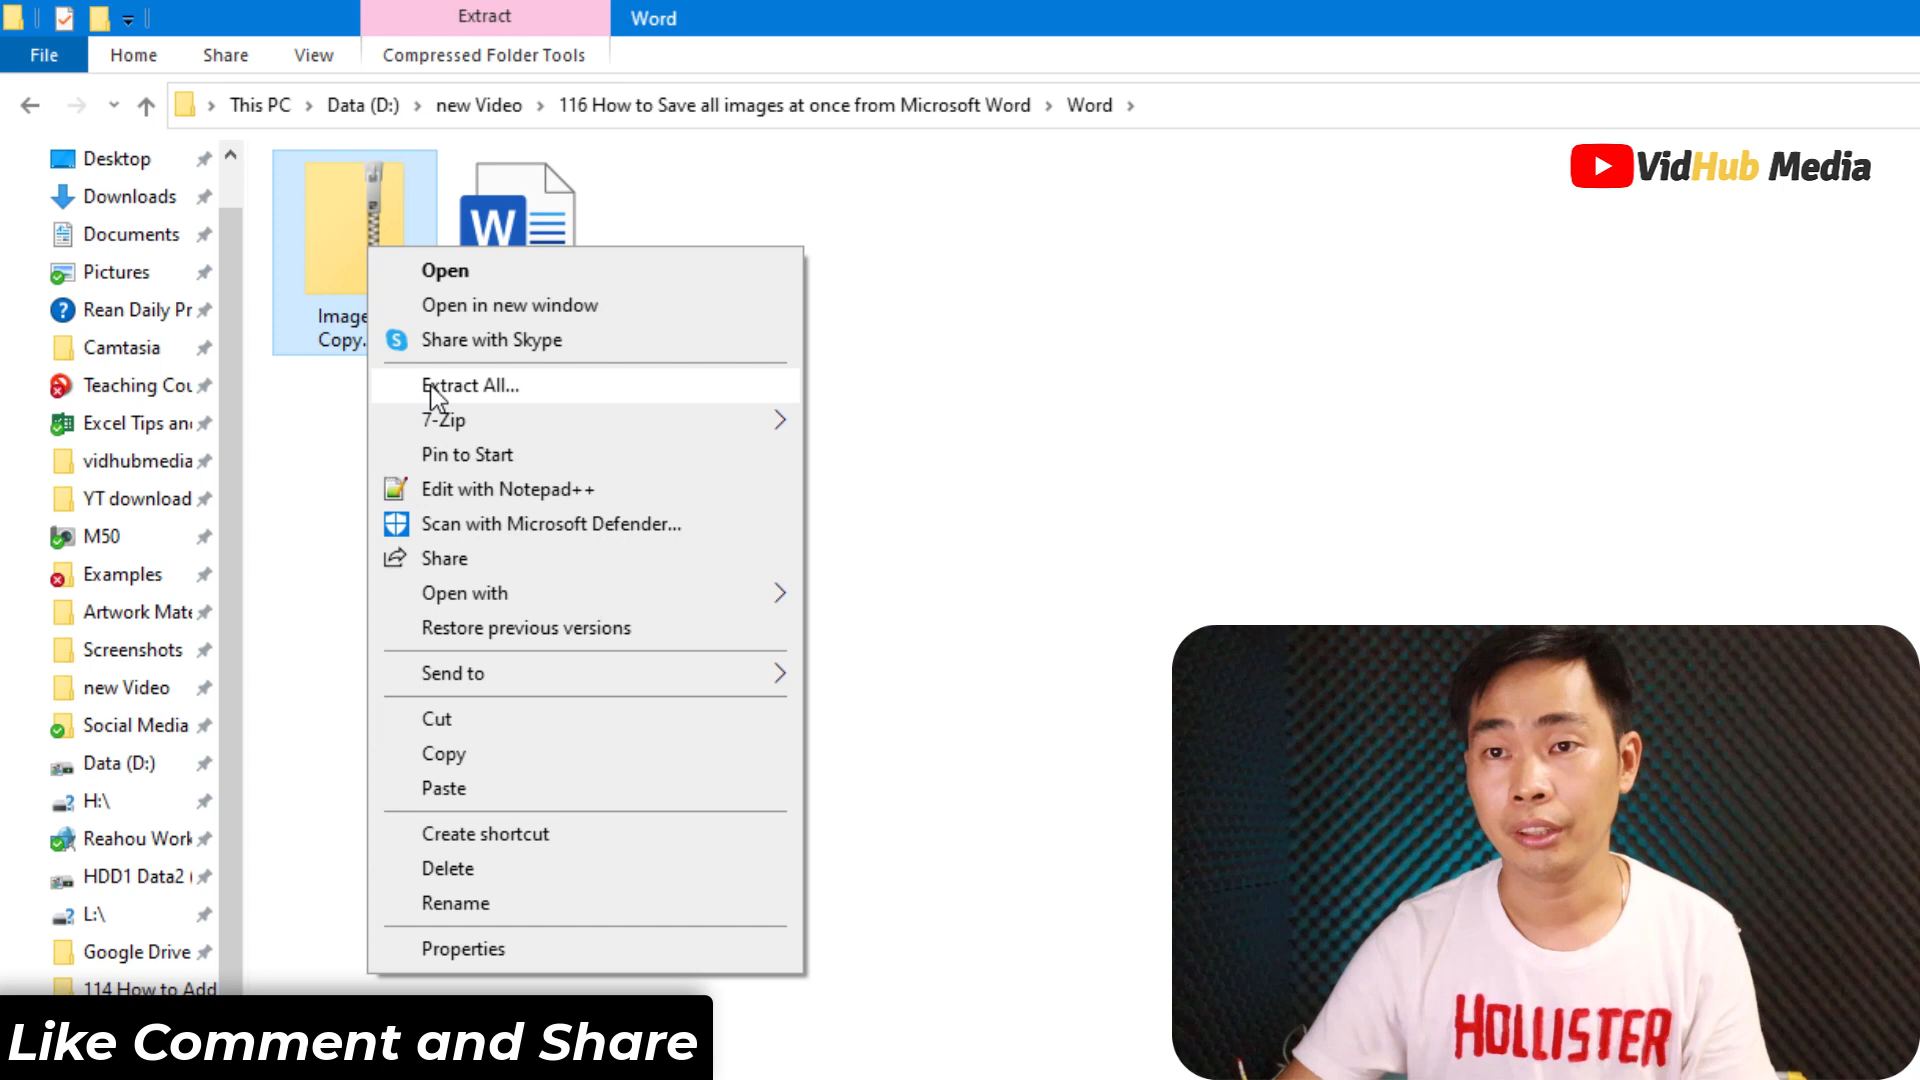 Extract
Word
File
Home
Share
View
Compressed Folder Tools
This PC
Data (D:)
new Video
116 How to Save all images at once from Microsoft Word
Word
VidHub Media
Desktop
Downloads
Documents
Pictures
Rean Daily Pr
Camtasia
Teaching Cou
Excel Tips an
vidhubmedia
YT download
M50
Examples
Artwork Mate
Screenshots
new Video
Social Media
Data (D:)
H:\
Reahou Work
HDD1 Data2 (
L:\
Google Drive
114 How to Add
W
Image
Copy.
Open
Open in new window
S
Share with Skype
Extract All...
7-Zip
Pin to Start
Edit with Notepad++
Scan with Microsoft Defender...
Share
Open with
Restore previous versions
Send to
Cut
Copy
Paste
Create shortcut
Delete
Rename
Properties
HOLLISTER
Like Comment and Share